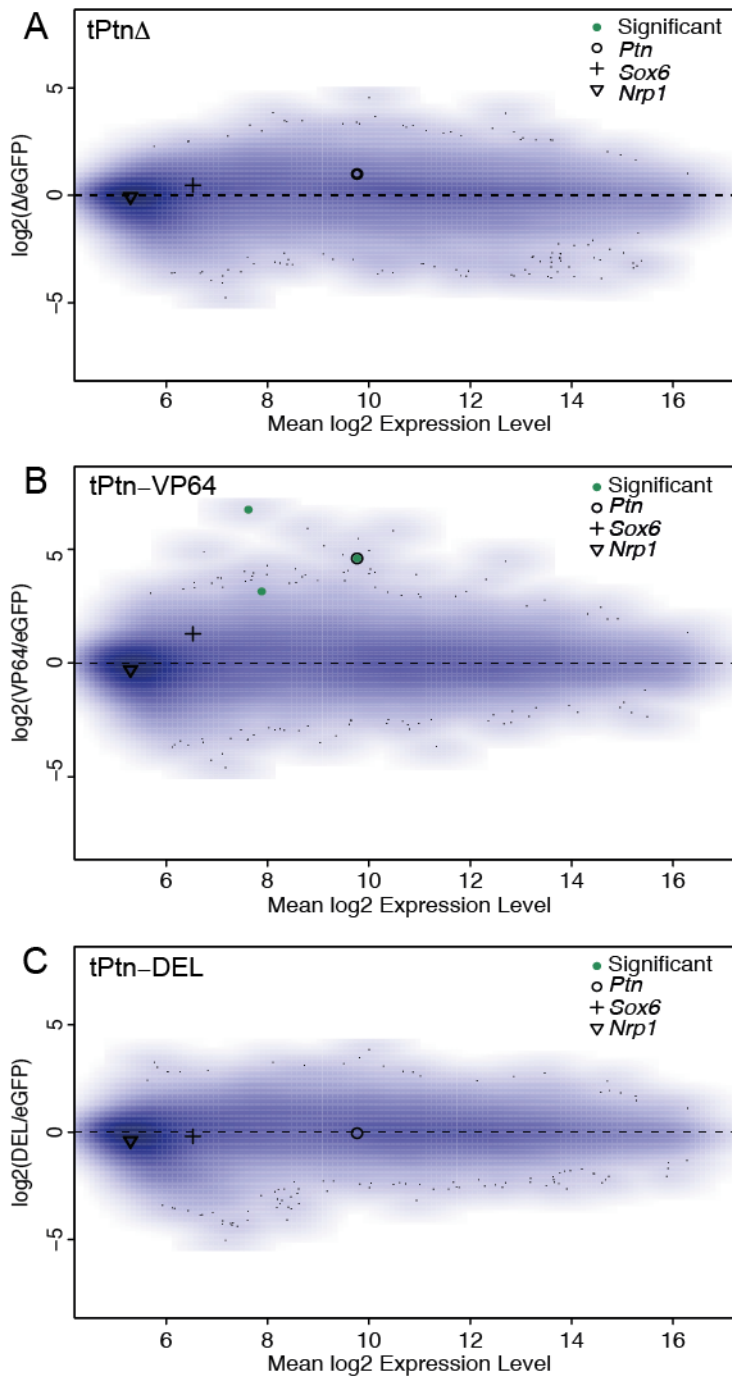 A
tPtnΔ
Significant
Ptn
Sox6
Nrp1
log2(Δ/eGFP)
5
0
−5
6 8 10 12 14 16
Mean log2 Expression Level
B
tPtn−VP64
Significant
Ptn
Sox6
Nrp1
log2(VP64/eGFP)
5
0
−5
6 8 10 12 14 16
Mean log2 Expression Level
C
tPtn−DEL
Significant
Ptn
Sox6
Nrp1
log2(DEL/eGFP)
5
0
−5
6 8 10 12 14 16
Mean log2 Expression Level